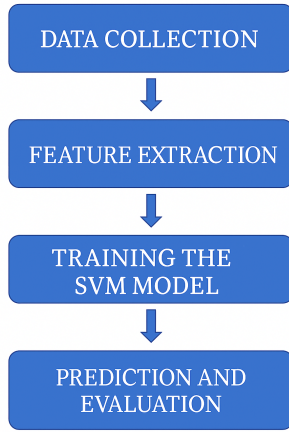 DATA COLLECTION
FEATURE EXTRACTION
TRAINING THE
SVM MODEL
PREDICTION AND
EVALUATION